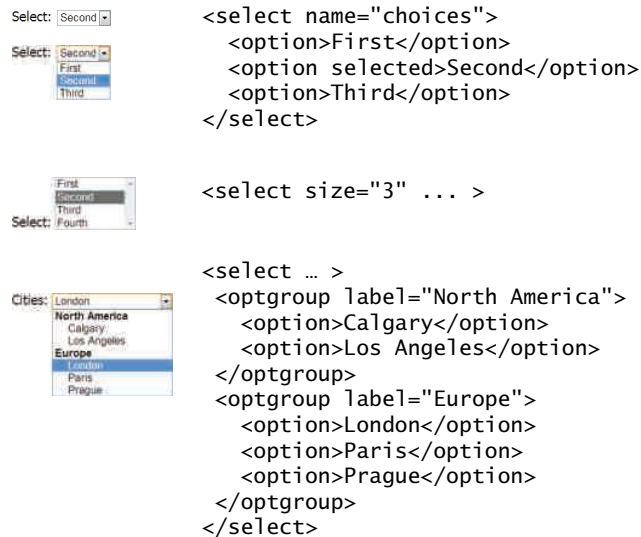 Select: Second
<select name="choices">
<option>First</option>
Select: Second
<option selected>Second</option>
First
Second
<option>Third</option>
Third
</select>
First
Second
<select size="3" ... >
Third
Select: Fourth
<select … >
Cities: London
<optgroup label="North America">
North America
<option>Calgary</option>
Calgary
Los Angeles
<option>Los Angeles</option>
Europe
</optgroup>
London
<optgroup label="Europe">
Paris
<option>London</option>
Prague
<option>Paris</option>
<option>Prague</option>
</optgroup>
</select>